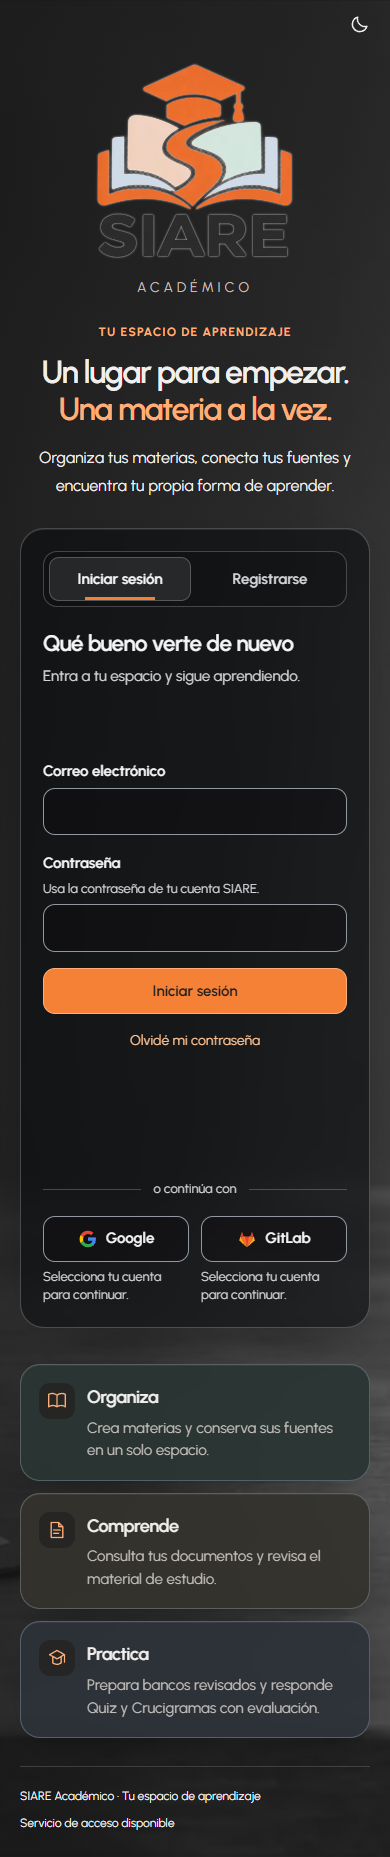 SIARE
ACADÉMICO
TU ESPACIO DE APRENDIZAJE
Un lugar para empezar.
Una materia a la vez.
Organiza tus materias, conecta tus fuentes y
encuentra tu propia forma de aprender.
Iniciar sesión
Registrarse
Qué bueno verte de nuevo
Entra a tu espacio y sigue aprendiendo.
Correo electrónico
Contraseña
Usa la contraseña de tu cuenta SIARE.
Iniciar sesión
Olvidé mi contraseña
o continúa con
Google
GitLab
Selecciona tu cuenta
para continuar.
Selecciona tu cuenta
para continuar.
Organiza
Crea materias y conserva sus fuentes
en un solo espacio.
Comprende
Consulta tus documentos y revisa el
material de estudio.
Practica
Prepara bancos revisados y responde
Quiz y Crucigramas con evaluación.
SIARE Académico · Tu espacio de aprendizaje
Servicio de acceso disponible